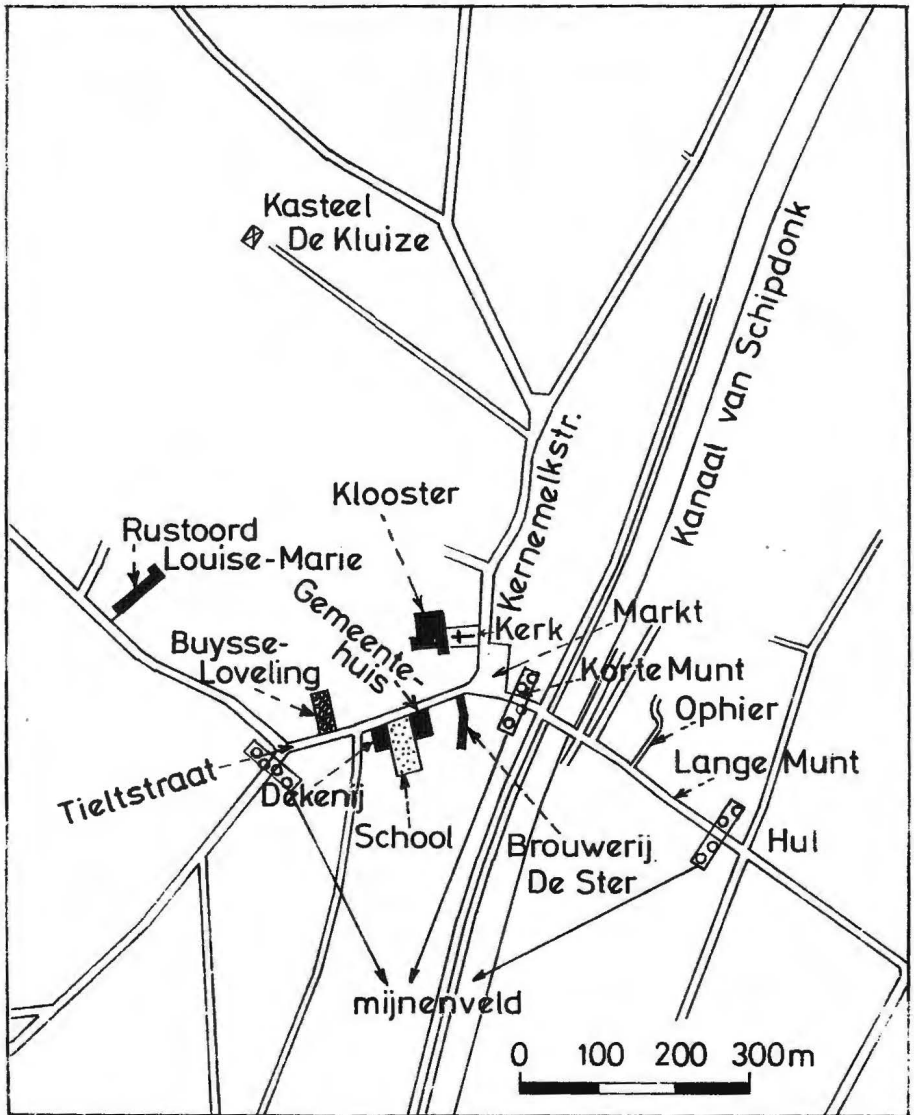 Kasteel
De Kluize
Kanaal van Schipdonk
Kernemelkstr.
Klooster
Rustoord
Louise-Marie
Gemeente-
huis
Kerk
Markt
Buysse-
Loveling
Korte Munt
Ophier
Tieltstraat
Dekenij
Lange Munt
School
Brouwerij
De Ster
Hul
mijnenveld
0 100 200 300m